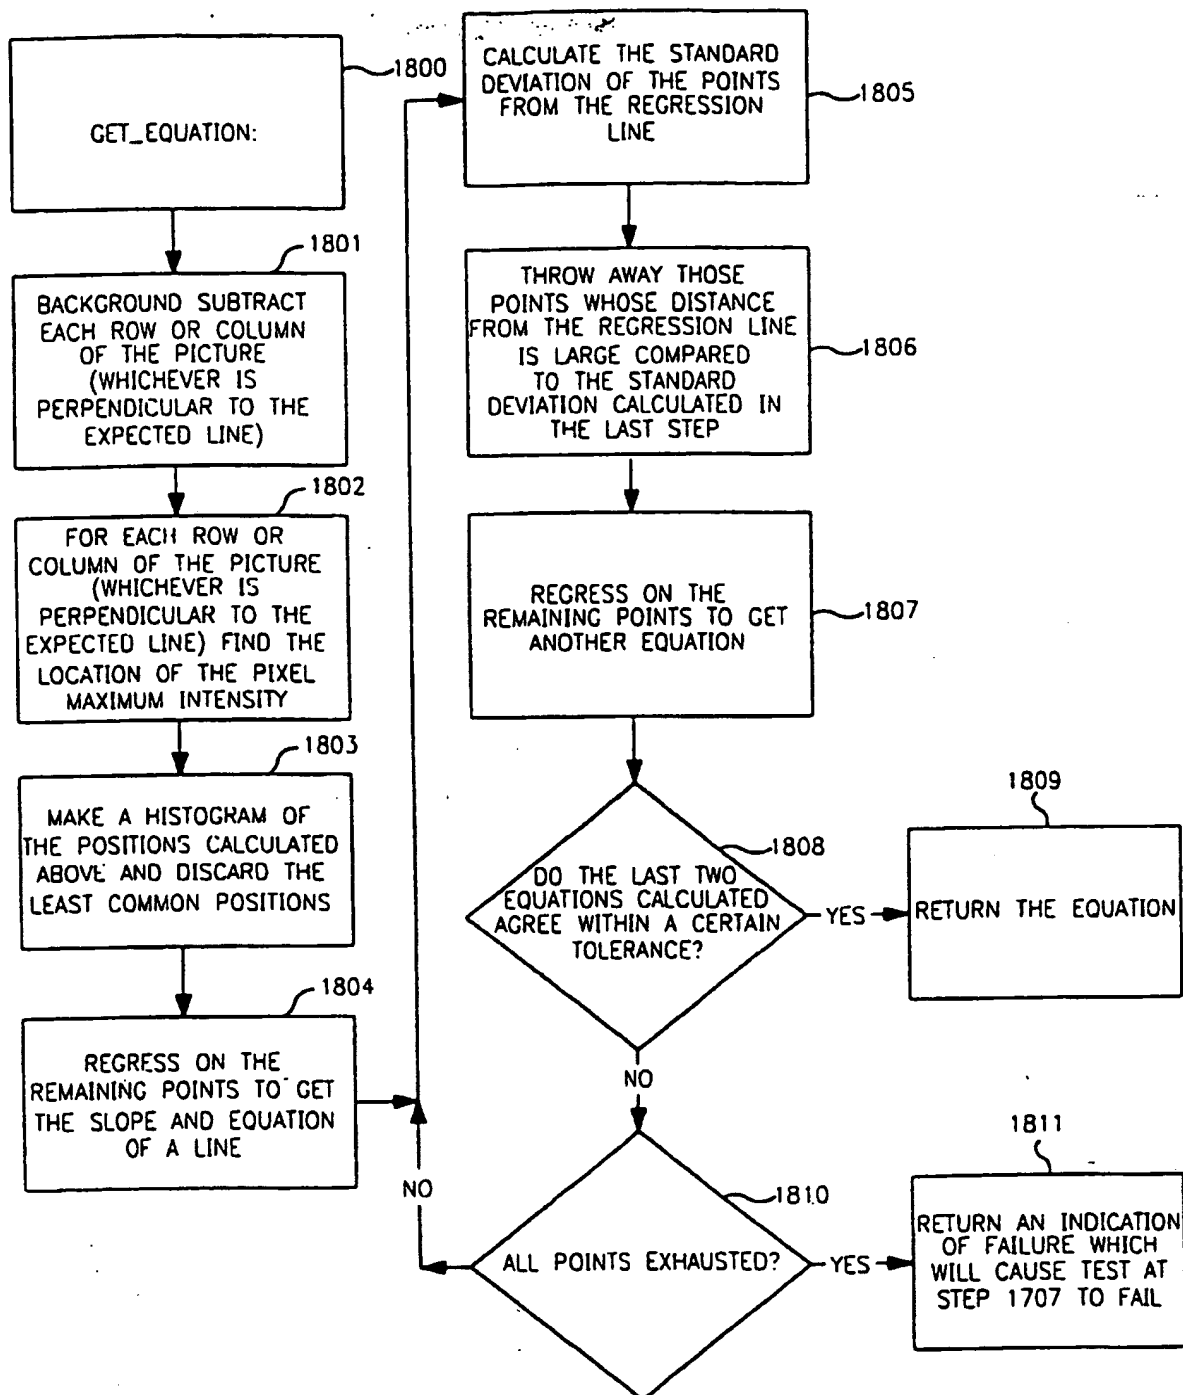 GET_EQUATION:
1800
1801
BACKGROUND SUBTRACT
EACH ROW OR COLUMN
OF THE PICTURE
(WHICHEVER IS
PERPENDICULAR TO THE
EXPECTED LINE)
1802
FOR EACH ROW OR
COLUMN OF THE PICTURE
(WHICHEVER IS
PERPENDICULAR TO THE
EXPECTED LINE) FIND THE
LOCATION OF THE PIXEL
MAXIMUM INTENSITY
1803
MAKE A HISTOGRAM OF
THE POSITIONS CALCULATED
ABOVE AND DISCARD THE
LEAST COMMON POSITIONS
1804
REGRESS ON THE
REMAINING POINTS TO GET
THE SLOPE AND EQUATION
OF A LINE
CALCULATE THE STANDARD
DEVIATION OF THE POINTS
FROM THE REGRESSION
LINE
1805
THROW AWAY THOSE
POINTS WHOSE DISTANCE
FROM THE REGRESSION LINE
IS LARGE COMPARED
TO THE STANDARD
DEVIATION CALCULATED IN
THE LAST STEP
1806
REGRESS ON THE
REMAINING POINTS TO GET
ANOTHER EQUATION
1807
1808
DO THE LAST TWO
EQUATIONS CALCULATED
AGREE WITHIN A CERTAIN
TOLERANCE?
YES
1809
RETURN THE EQUATION
NO
1810
ALL POINTS EXHAUSTED?
NO
YES
1811
RETURN AN INDICATION
OF FAILURE WHICH
WILL CAUSE TEST AT
STEP 1707 TO FAIL